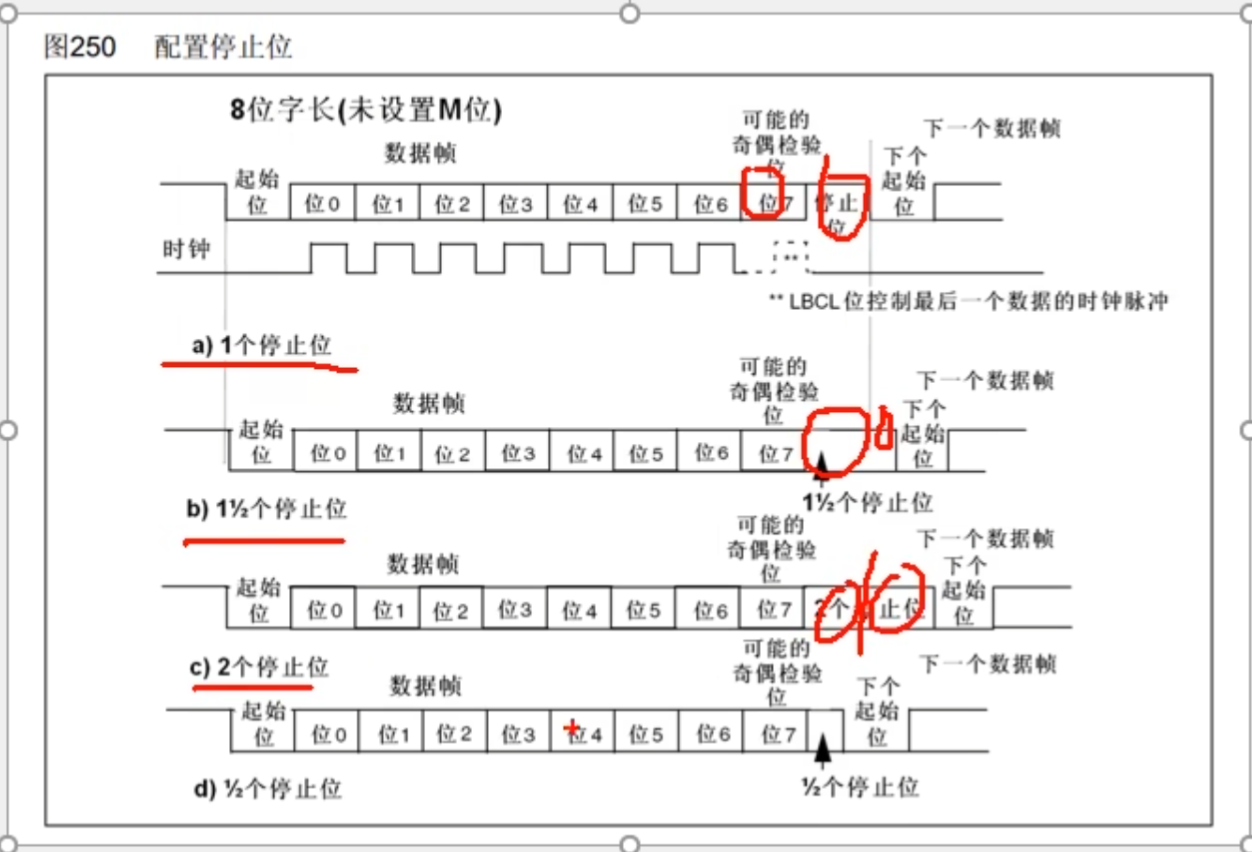 图250 配置停止位
8位字长(未设置M位)
数据帧
可能的
奇偶检验
位
下一个数据帧
起始
位
位0 位1 位2 位3 位4 位5 位6 位7 停止
位
下个
起始
位
时钟
**
** LBCL位控制最后一个数据的时钟脉冲
a) 1个停止位
数据帧
可能的
奇偶检验
位
下一个数据帧
起始
位
位0 位1 位2 位3 位4 位5 位6 位7
下个
起始
位
1½个停止位
b) 1½个停止位
数据帧
可能的
奇偶检验
位
下一个数据帧
起始
位
位0 位1 位2 位3 位4 位5 位6 位7 2个 止位
下个
起始
位
c) 2个停止位
数据帧
可能的
奇偶检验
位
下一个数据帧
起始
位
位0 位1 位2 位3 位4 位5 位6 位7
下个
起始
位
½个停止位
d) ½个停止位